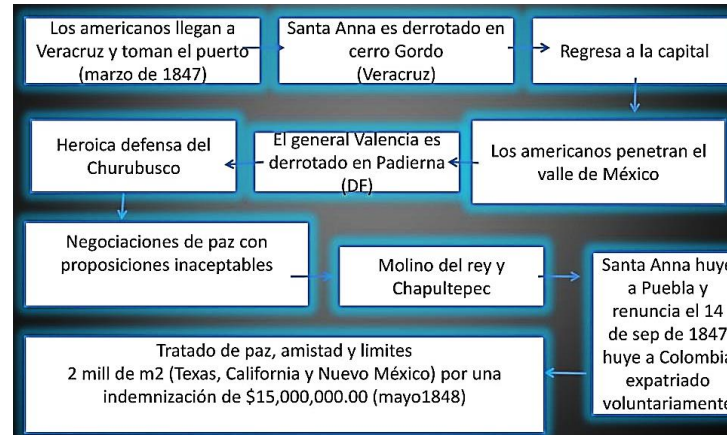 Los americanos llegan a
Veracruz y toman el puerto
(marzo de 1847)
Santa Anna es derrotado en
cerro Gordo
(Veracruz)
Regresa a la capital
Los americanos penetran el
valle de México
El general Valencia es
derrotado en Padierna
(DF)
Heroica defensa del
Churubusco
Negociaciones de paz con
proposiciones inaceptables
Molino del rey y
Chapultepec
Santa Anna huye
a Puebla y
renuncia el 14
de sep de 1847
huye a Colombia
expatriado
voluntariamente
Tratado de paz, amistad y limites
2 mill de m2 (Texas, California y Nuevo México) por una
indemnización de $15,000,000.00 (mayo1848)